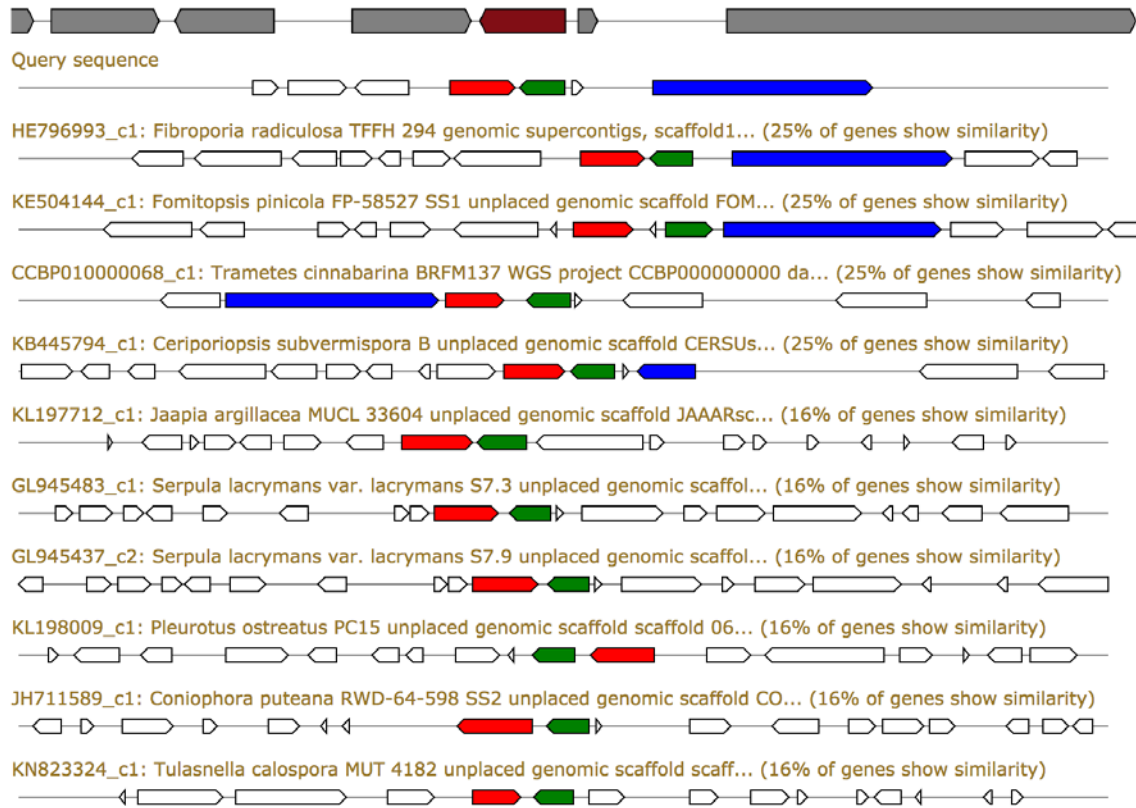 Query sequence
HE796993_c1: Fibroporia radiculosa TFFH 294 genomic supercontigs, scaffold1... (25% of genes show similarity)
KE504144_c1: Fomitopsis pinicola FP-58527 SS1 unplaced genomic scaffold FOM... (25% of genes show similarity)
CCBP010000068_c1: Trametes cinnabarina BRFM137 WGS project CCBP000000000 da... (25% of genes show similarity)
KB445794_c1: Ceriporiopsis subvermispora B unplaced genomic scaffold CERSUs... (25% of genes show similarity)
KL197712_c1: Jaapia argillacea MUCL 33604 unplaced genomic scaffold JAAARsc... (16% of genes show similarity)
GL945483_c1: Serpula lacrymans var. lacrymans S7.3 unplaced genomic scaffol... (16% of genes show similarity)
GL945437_c2: Serpula lacrymans var. lacrymans S7.9 unplaced genomic scaffol... (16% of genes show similarity)
KL198009_c1: Pleurotus ostreatus PC15 unplaced genomic scaffold scaffold 06... (16% of genes show similarity)
JH711589_c1: Coniophora puteana RWD-64-598 SS2 unplaced genomic scaffold CO... (16% of genes show similarity)
KN823324_c1: Tulasnella calospora MUT 4182 unplaced genomic scaffold scaff... (16% of genes show similarity)